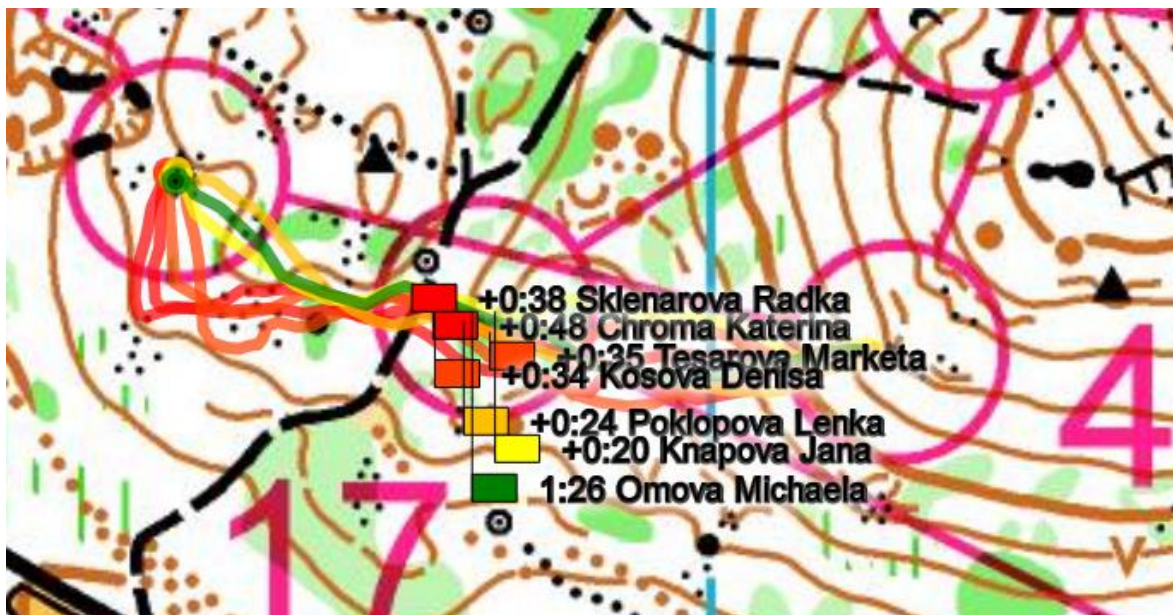 +0:38 Sklenarova Radka
+0:48 Chroma Katerina
+0:35 Tesarova Marketa
+0:34 Kosova Denisa
4
+0:24 Poklopova Lenka
+0:20 Knapova Jana
1:26 Omova Michaela
17